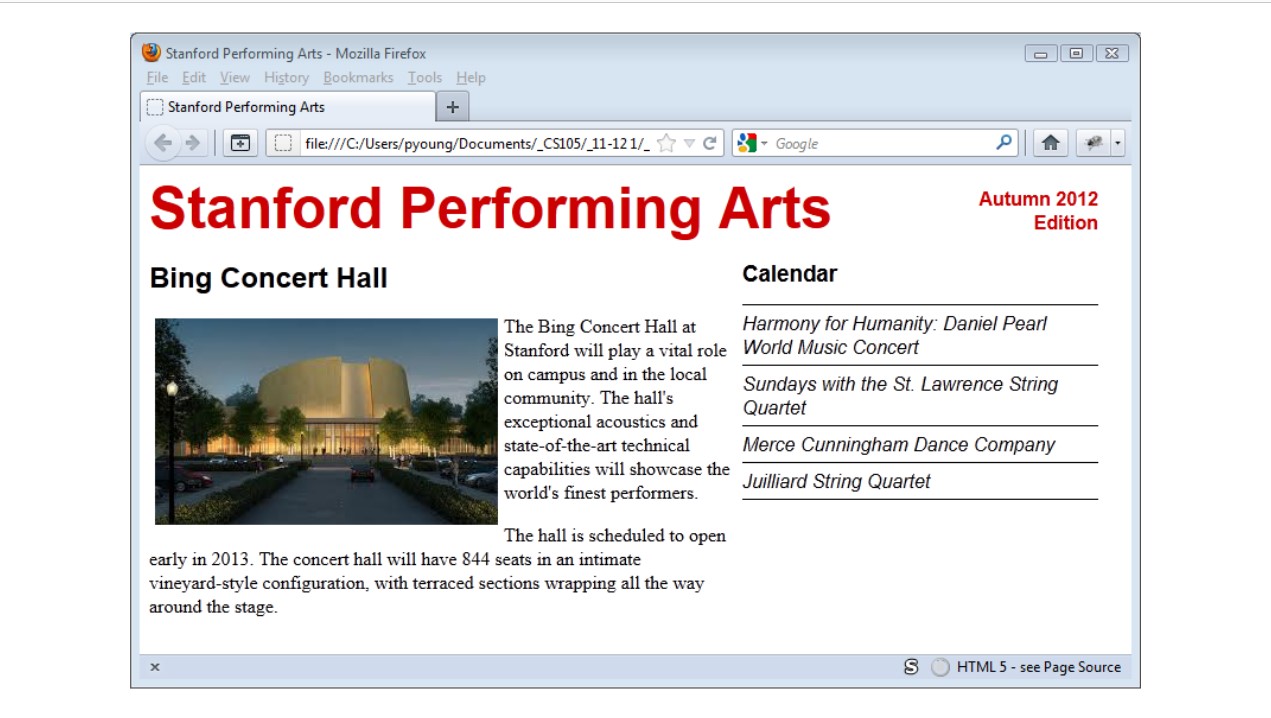 Stanford Performing Arts - Mozilla Firefox
File Edit View History Bookmarks Tools Help
Stanford Performing Arts
file:///C:/Users/pyoung/Documents/_CS105/_11-12 1/_
Google
Stanford Performing Arts
Autumn 2012
Edition
Bing Concert Hall
The Bing Concert Hall at
Stanford will play a vital role
on campus and in the local
community. The hall's
exceptional acoustics and
state-of-the-art technical
capabilities will showcase the
world's finest performers.
The hall is scheduled to open
early in 2013. The concert hall will have 844 seats in an intimate
vineyard-style configuration, with terraced sections wrapping all the way
around the stage.
Calendar
Harmony for Humanity: Daniel Pearl
World Music Concert
Sundays with the St. Lawrence String
Quartet
Merce Cunningham Dance Company
Juilliard String Quartet
HTML 5 - see Page Source